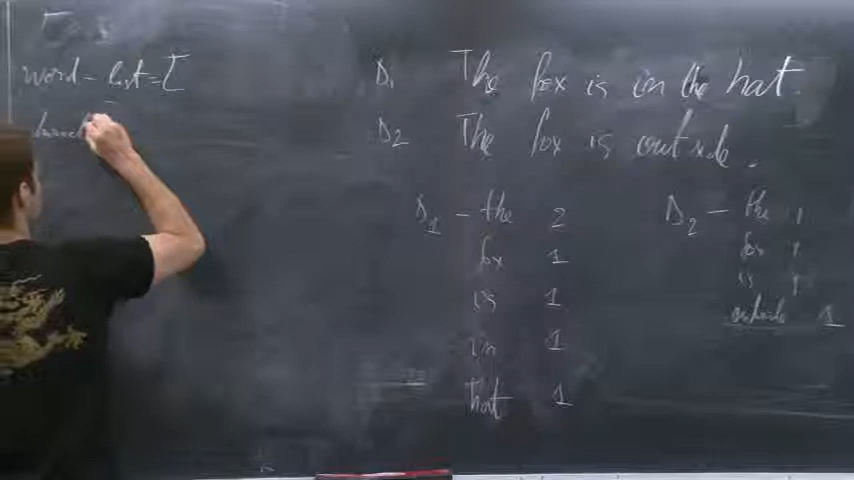 word-list=[
D1 The fox is in the hat.
D2 The fox is outside.
D1 - the 2
fox 1
is 1
in 1
hat 1
D2 - the 1
fox 1
is 1
outside 1